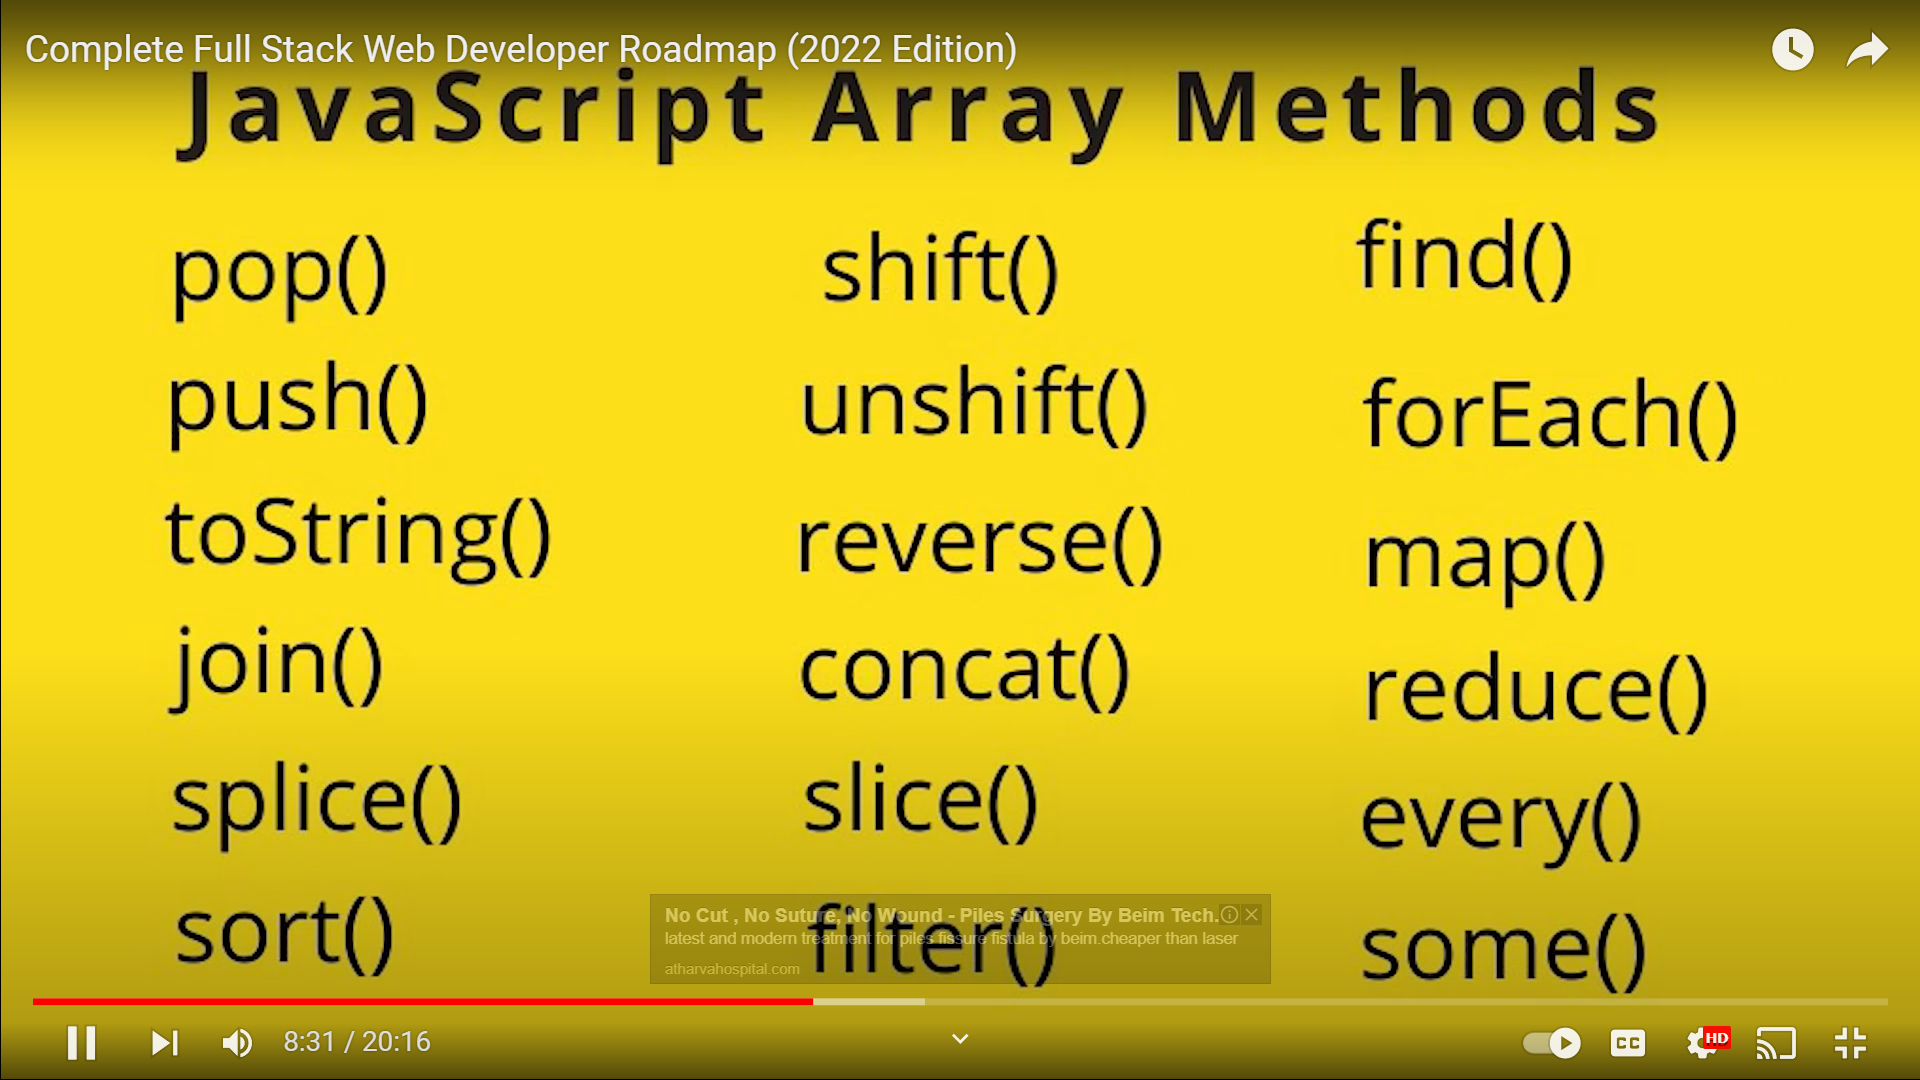 Complete Full Stack Web Developer Roadmap (2022 Edition)
JavaScript Array Methods
pop()
push()
toString()
join()
splice()
sort()
shift()
unshift()
reverse()
concat()
slice()
filter()
find()
forEach()
map()
reduce()
every()
some()
No Cut , No Suture, No Wound - Piles Surgery By Beim Tech.
latest and modern treatment for piles fissure fistula by beim.cheaper than laser
atharvahospital.com
8:31 / 20:16
CC
HD